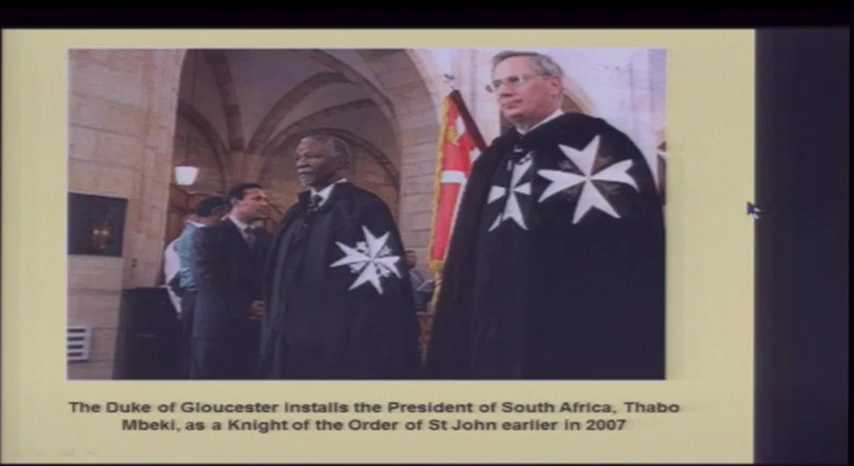 The Duke of Gloucester installs the President of South Africa, Thabo
Mbeki, as a Knight of the Order of St John earlier in 2007